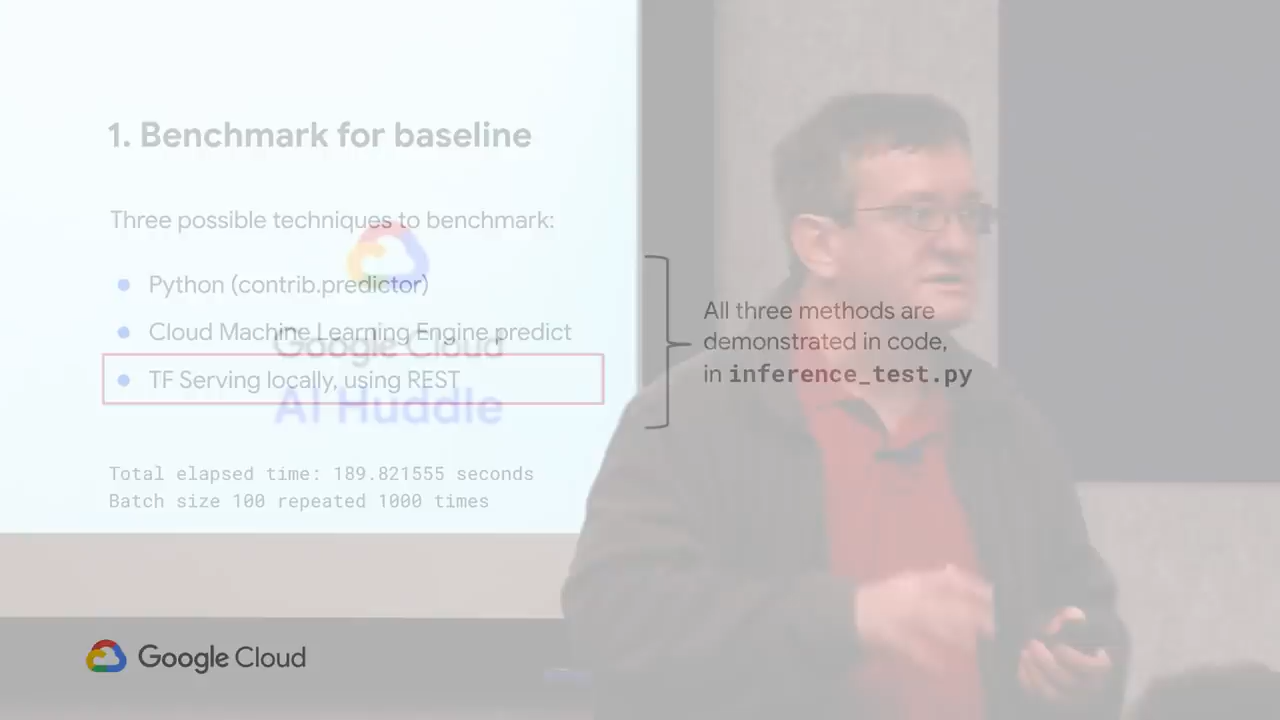 1. Benchmark for baseline
Three possible techniques to benchmark:
Python (contrib.predictor)
Cloud Machine Learning Engine predict
TF Serving locally, using REST
Total elapsed time: 189.821555 seconds
Batch size 100 repeated 1000 times
All three methods are
demonstrated in code,
in inference_test.py
Google Cloud
AI Huddle
Google Cloud